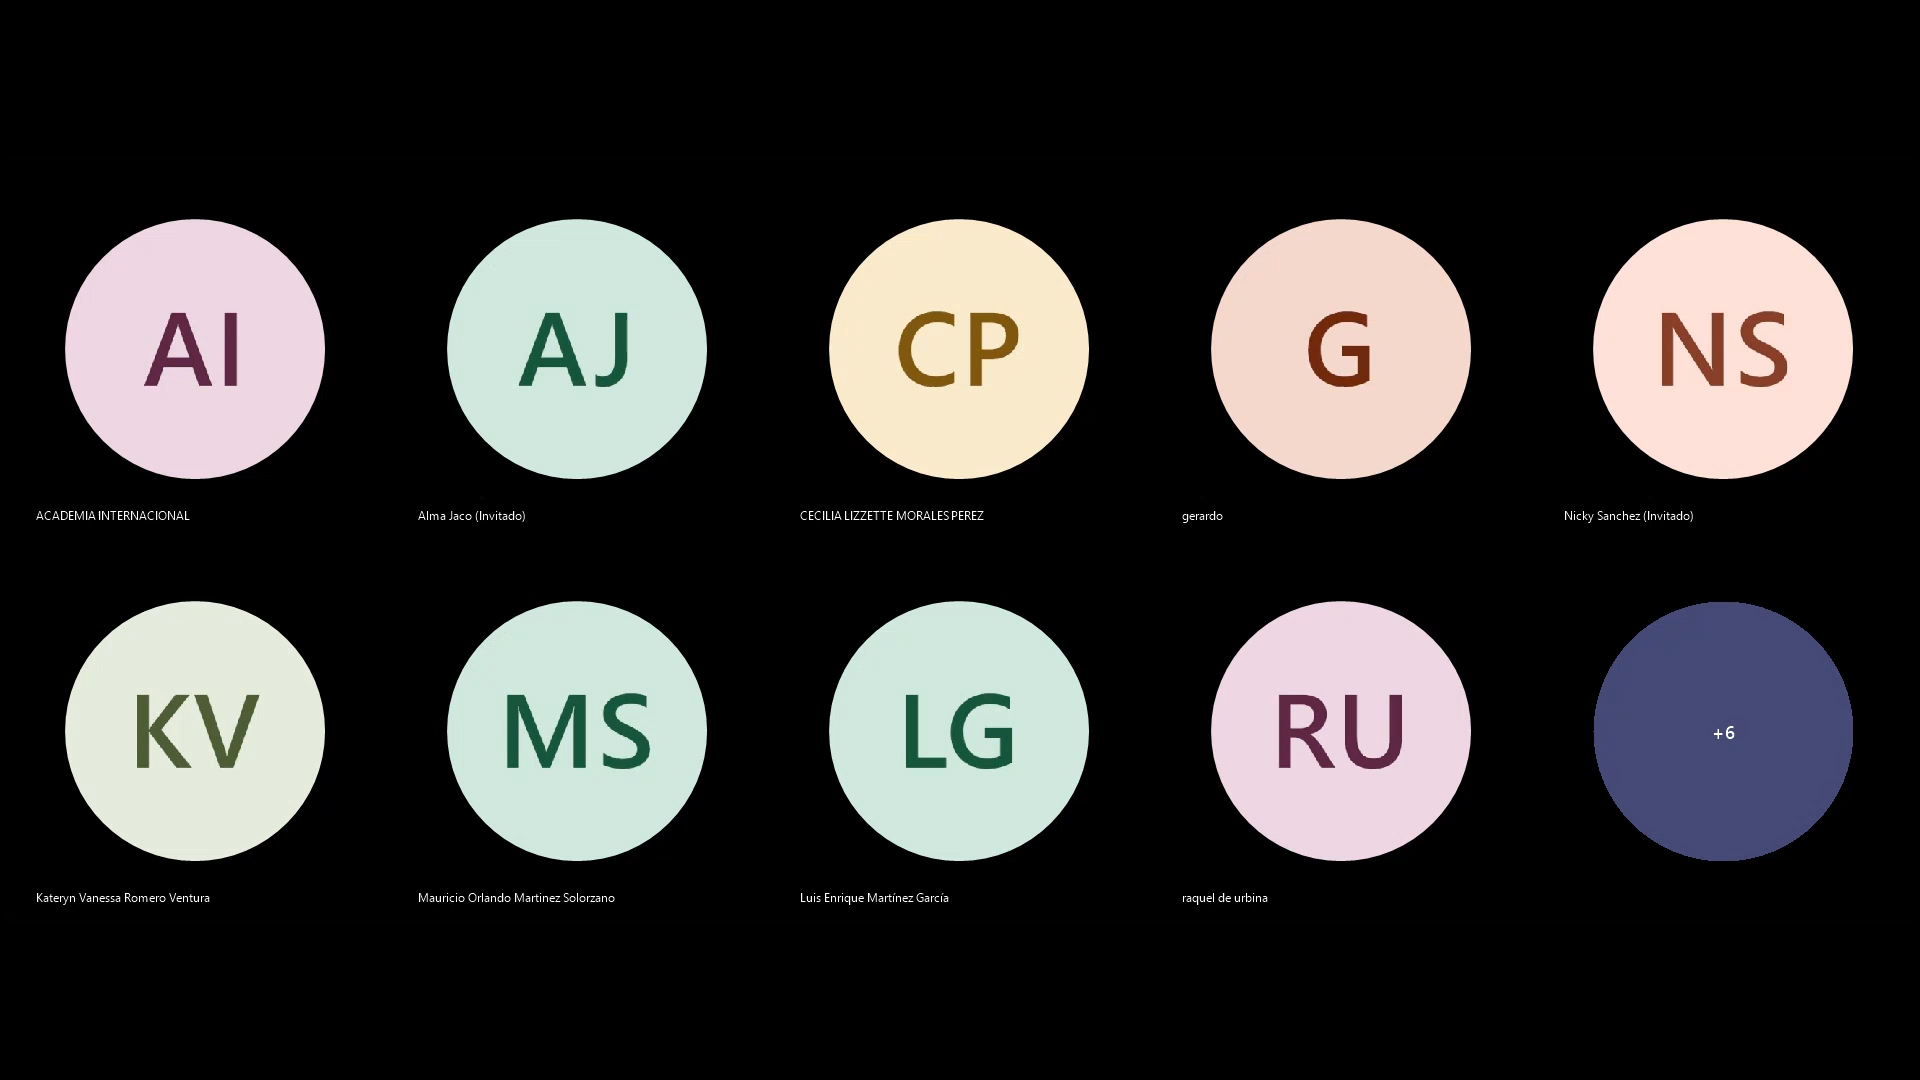 AI
AJ
CP
G
NS
ACADEMIA INTERNACIONAL
Alma Jaco (Invitado)
CECILIA LIZZETTE MORALES PEREZ
gerardo
Nicky Sanchez (Invitado)
KV
MS
LG
RU
+6
Kateryn Vanessa Romero Ventura
Mauricio Orlando Martinez Solorzano
Luis Enrique Martínez García
raquel de urbina